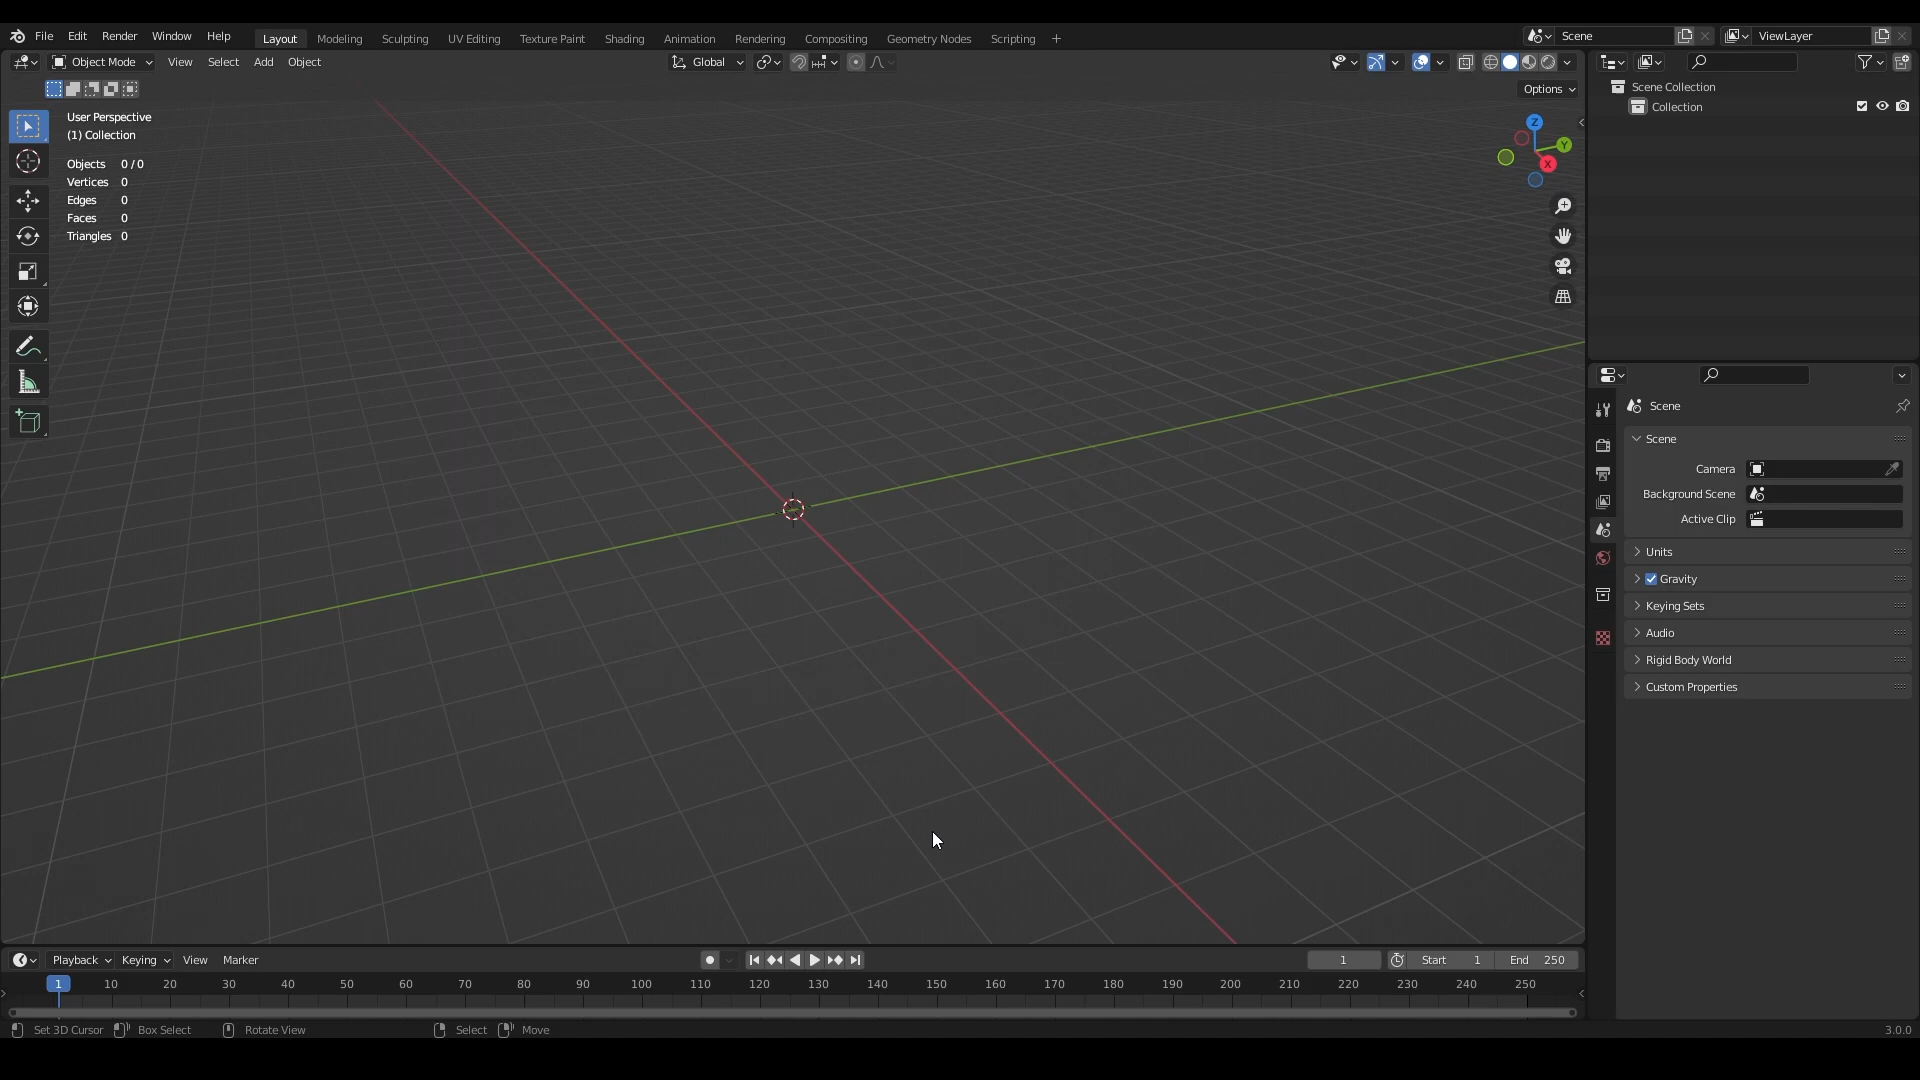 File Edit Render Window Help Layout Modeling Sculpting UV Editing Texture Paint Shading Animation Rendering Compositing Geometry Nodes Scripting + Scene ViewLayer
Object Mode View Select Add Object Global
Options
User Perspective
(1) Collection
Objects 0 / 0
Vertices 0
Edges 0
Faces 0
Triangles 0
Z
Y
X
Scene Collection
Collection
Scene
Scene
Camera
Background Scene
Active Clip
Units
Gravity
Keying Sets
Audio
Rigid Body World
Custom Properties
Playback Keying View Marker 1 Start 1 End 250
1 10 20 30 40 50 60 70 80 90 100 110 120 130 140 150 160 170 180 190 200 210 220 230 240 250
Set 3D Cursor Box Select Rotate View Select Move 3.0.0